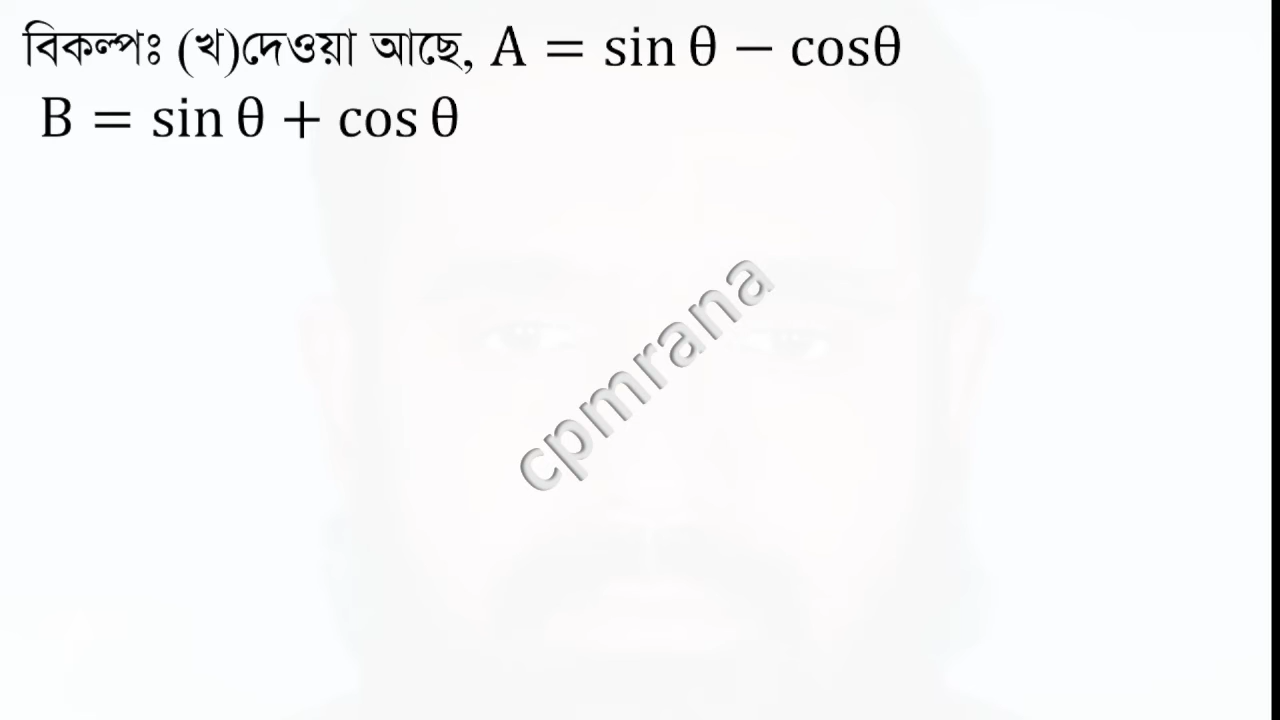 বিকল্পঃ (খ)দেওয়া আছে, A = sin θ − cosθ
B = sin θ + cos θ
cpmrana